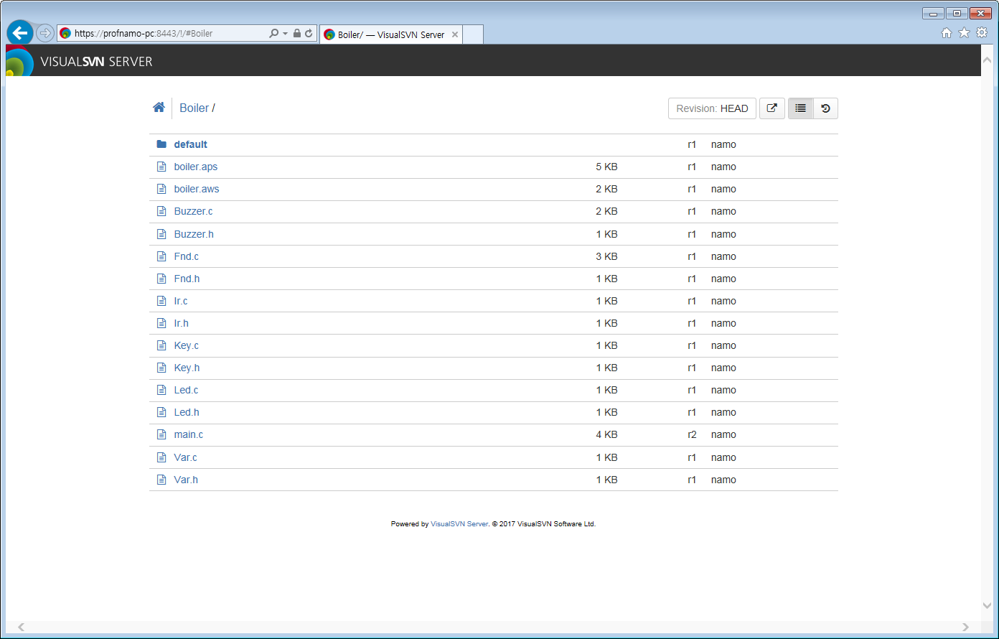 https://profnamo-pc:8443/!/#Boiler
Boiler/ — VisualSVN Server
VISUALSVN SERVER
Boiler /
Revision: HEAD
default r1 namo
boiler.aps 5 KB r1 namo
boiler.aws 2 KB r1 namo
Buzzer.c 2 KB r1 namo
Buzzer.h 1 KB r1 namo
Fnd.c 3 KB r1 namo
Fnd.h 1 KB r1 namo
Ir.c 1 KB r1 namo
Ir.h 1 KB r1 namo
Key.c 1 KB r1 namo
Key.h 1 KB r1 namo
Led.c 1 KB r1 namo
Led.h 1 KB r1 namo
main.c 4 KB r2 namo
Var.c 1 KB r1 namo
Var.h 1 KB r1 namo
Powered by VisualSVN Server. © 2017 VisualSVN Software Ltd.